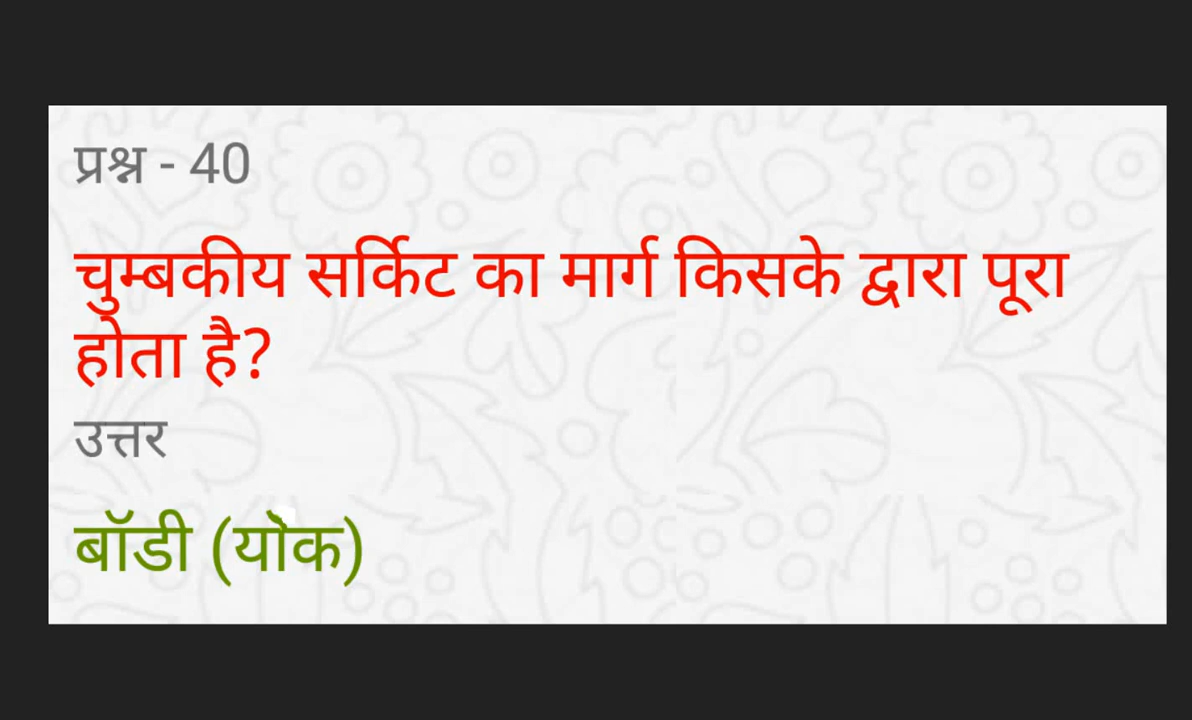 प्रश्न - 40
चुम्बकीय सर्किट का मार्ग किसके द्वारा पूरा
होता है?
उत्तर
बॉडी (योक)